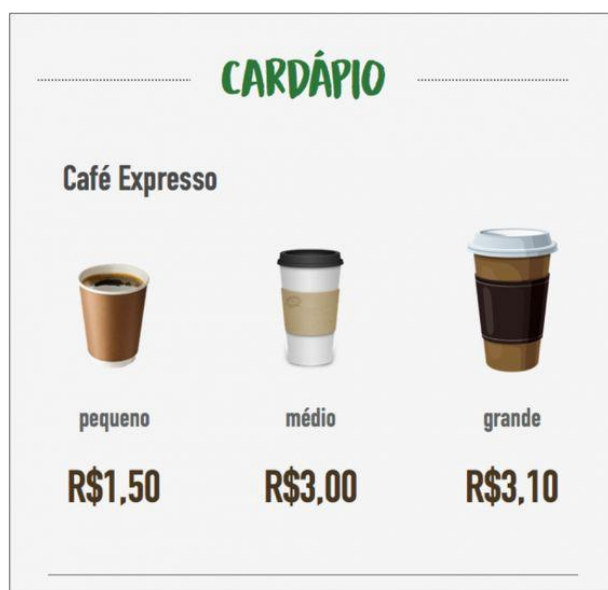 CARDÁPIO
Café Expresso
pequeno médio grande
R$1,50 R$3,00 R$3,10